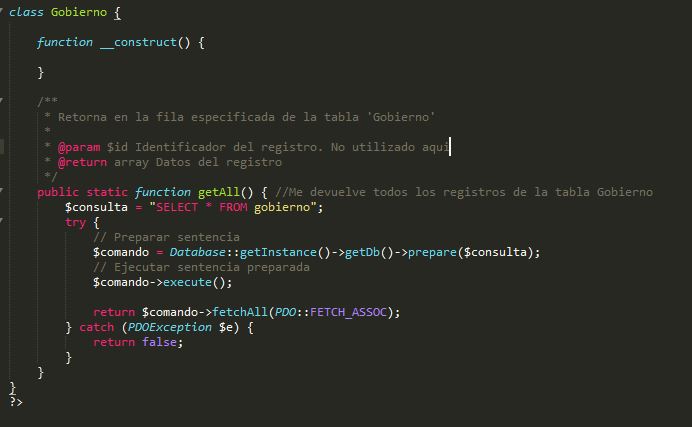 class Gobierno {
function __construct() {
}
/**
* Retorna en la fila especificada de la tabla 'Gobierno'
*
* @param $id Identificador del registro. No utilizado aqui
* @return array Datos del registro
*/
public static function getAll() { //Me devuelve todos los registros de la tabla Gobierno
$consulta = "SELECT * FROM gobierno";
try {
// Preparar sentencia
$comando = Database::getInstance()->getDb()->prepare($consulta);
// Ejecutar sentencia preparada
$comando->execute();
return $comando->fetchAll(PDO::FETCH_ASSOC);
} catch (PDOException $e) {
return false;
}
}
}
?>